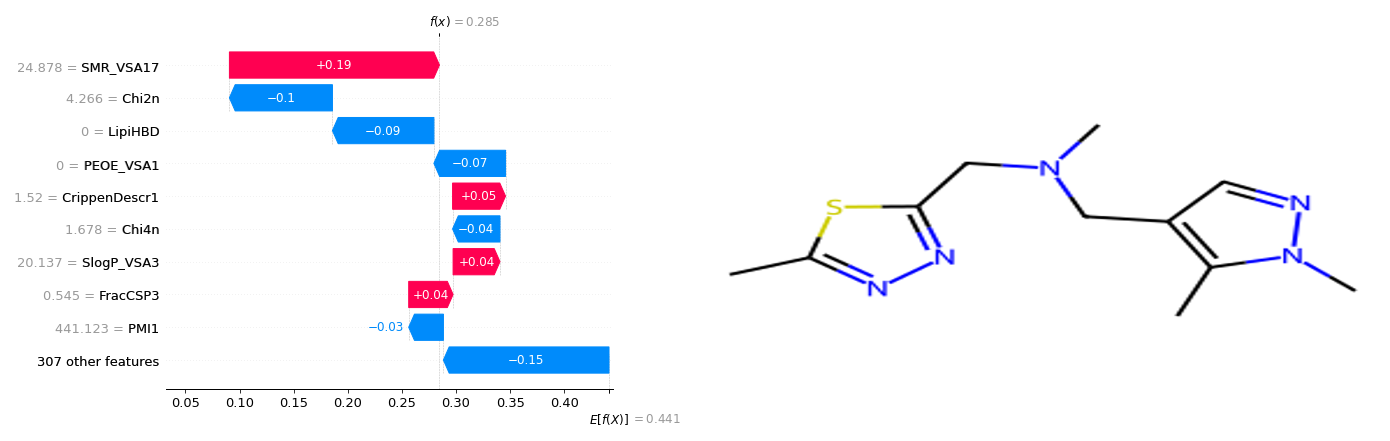 f(x) = 0.285
24.878 = SMR_VSA17
+0.19
4.266 = Chi2n
−0.1
0 = LipiHBD
−0.09
0 = PEOE_VSA1
−0.07
1.52 = CrippenDescr1
+0.05
1.678 = Chi4n
−0.04
20.137 = SlogP_VSA3
+0.04
0.545 = FracCSP3
+0.04
441.123 = PMI1
−0.03
307 other features
−0.15
0.05 0.10 0.15 0.20 0.25 0.30 0.35 0.40
E[f(X)] = 0.441
N
S
N
N
N
N